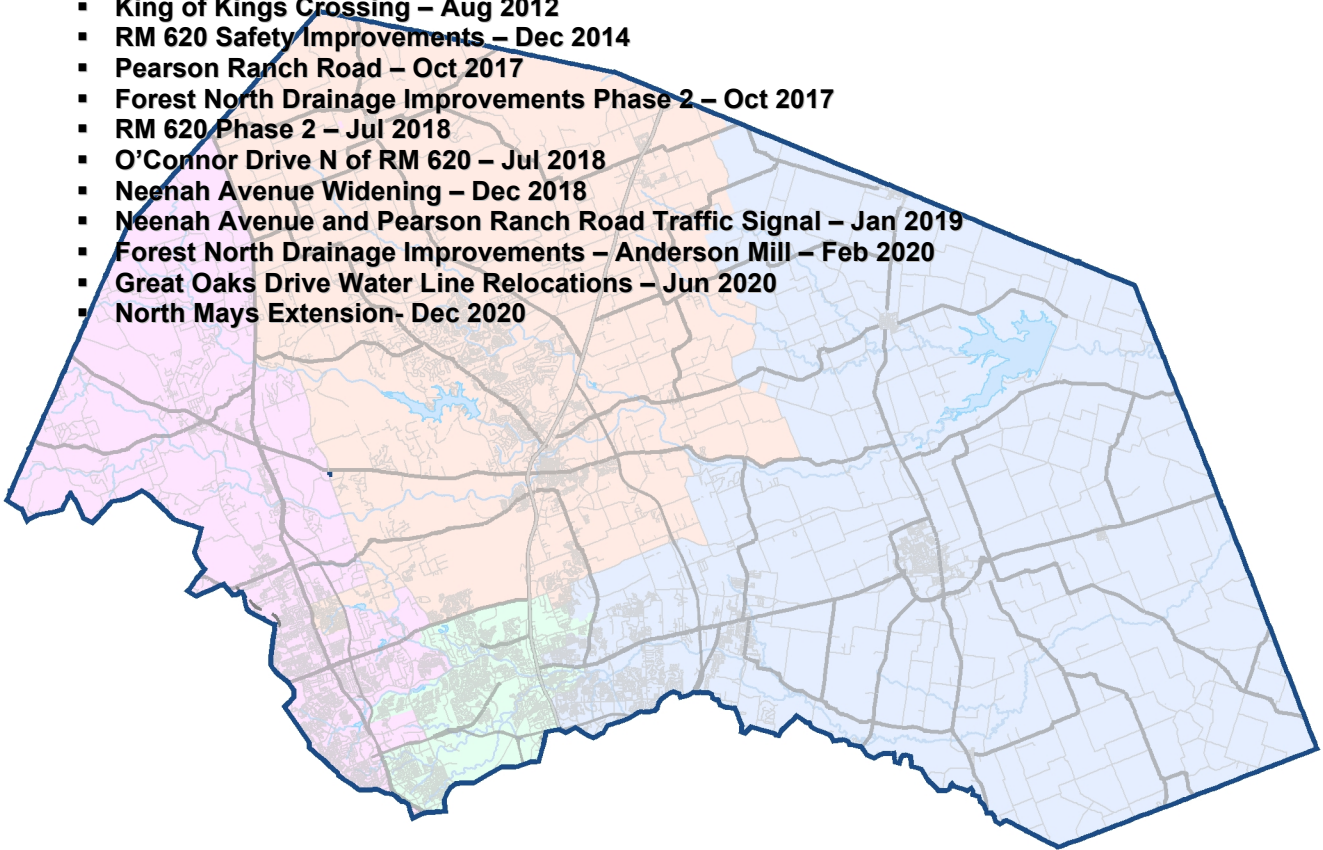 ▪ King of Kings Crossing – Aug 2012
▪ RM 620 Safety Improvements – Dec 2014
▪ Pearson Ranch Road – Oct 2017
▪ Forest North Drainage Improvements Phase 2 – Oct 2017
▪ RM 620 Phase 2 – Jul 2018
▪ O’Connor Drive N of RM 620 – Jul 2018
▪ Neenah Avenue Widening – Dec 2018
▪ Neenah Avenue and Pearson Ranch Road Traffic Signal – Jan 2019
▪ Forest North Drainage Improvements – Anderson Mill – Feb 2020
▪ Great Oaks Drive Water Line Relocations – Jun 2020
▪ North Mays Extension- Dec 2020